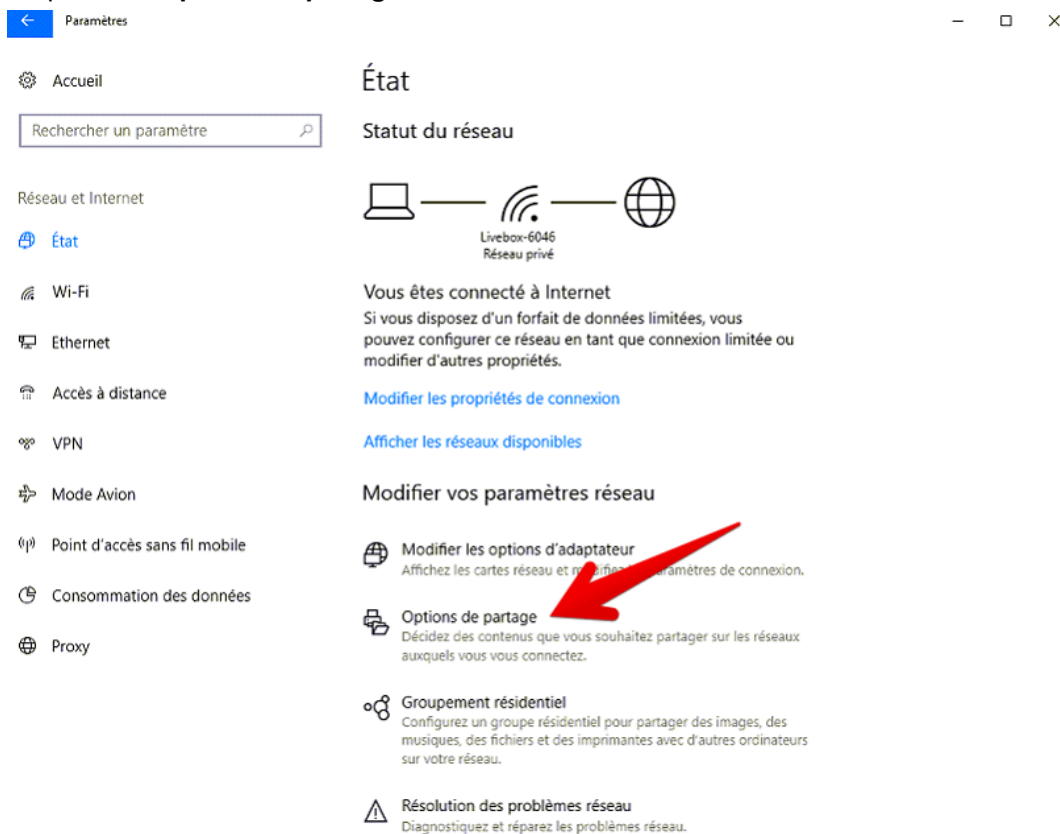 Paramètres
Accueil
Rechercher un paramètre
Réseau et Internet
État
Wi-Fi
Ethernet
Accès à distance
VPN
Mode Avion
Point d'accès sans fil mobile
Consommation des données
Proxy
État
Statut du réseau
Livebox-6046
Réseau privé
Vous êtes connecté à Internet
Si vous disposez d'un forfait de données limitées, vous
pouvez configurer ce réseau en tant que connexion limitée ou
modifier d'autres propriétés.
Modifier les propriétés de connexion
Afficher les réseaux disponibles
Modifier vos paramètres réseau
Modifier les options d'adaptateur
Affichez les cartes réseau et paramètres de connexion.
Options de partage
Décidez des contenus que vous souhaitez partager sur les réseaux
auxquels vous vous connectez.
Groupement résidentiel
Configurez un groupe résidentiel pour partager des images, des
musiques, des fichiers et des imprimantes avec d'autres ordinateurs
sur votre réseau.
Résolution des problèmes réseau
Diagnostiquez et réparez les problèmes réseau.